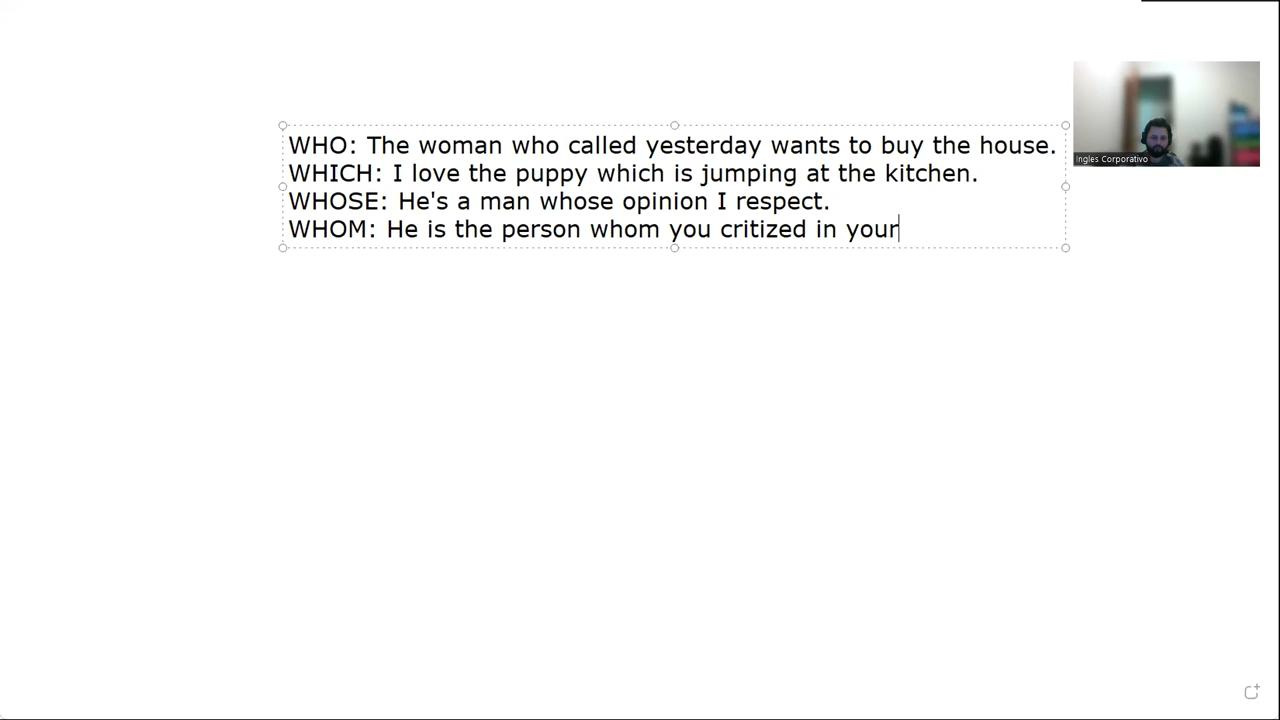 WHO: The woman who called yesterday wants to buy the house.
WHICH: I love the puppy which is jumping at the kitchen.
WHOSE: He's a man whose opinion I respect.
WHOM: He is the person whom you critized in your
Ingles Corporativo